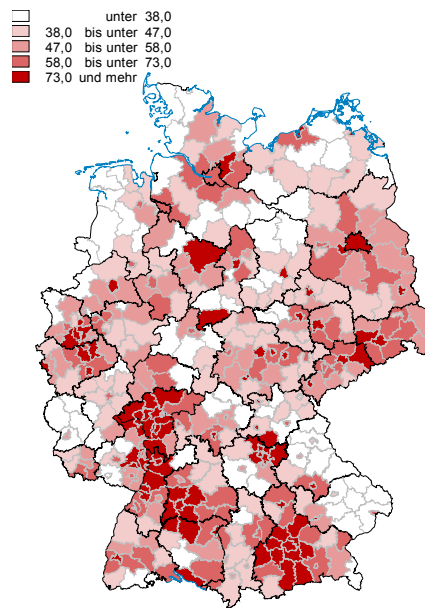 unter 38,0
38,0 bis unter 47,0
47,0 bis unter 58,0
58,0 bis unter 73,0
73,0 und mehr